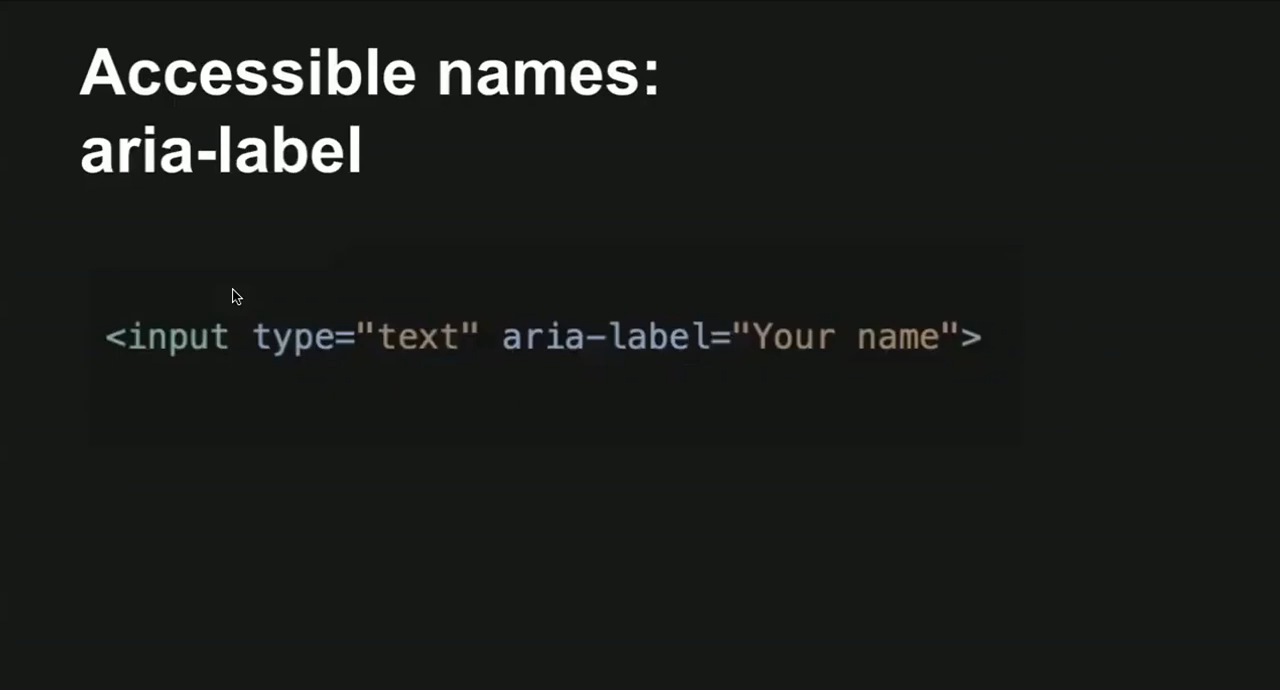 Accessible names:
aria-label
<input type="text" aria-label="Your name">